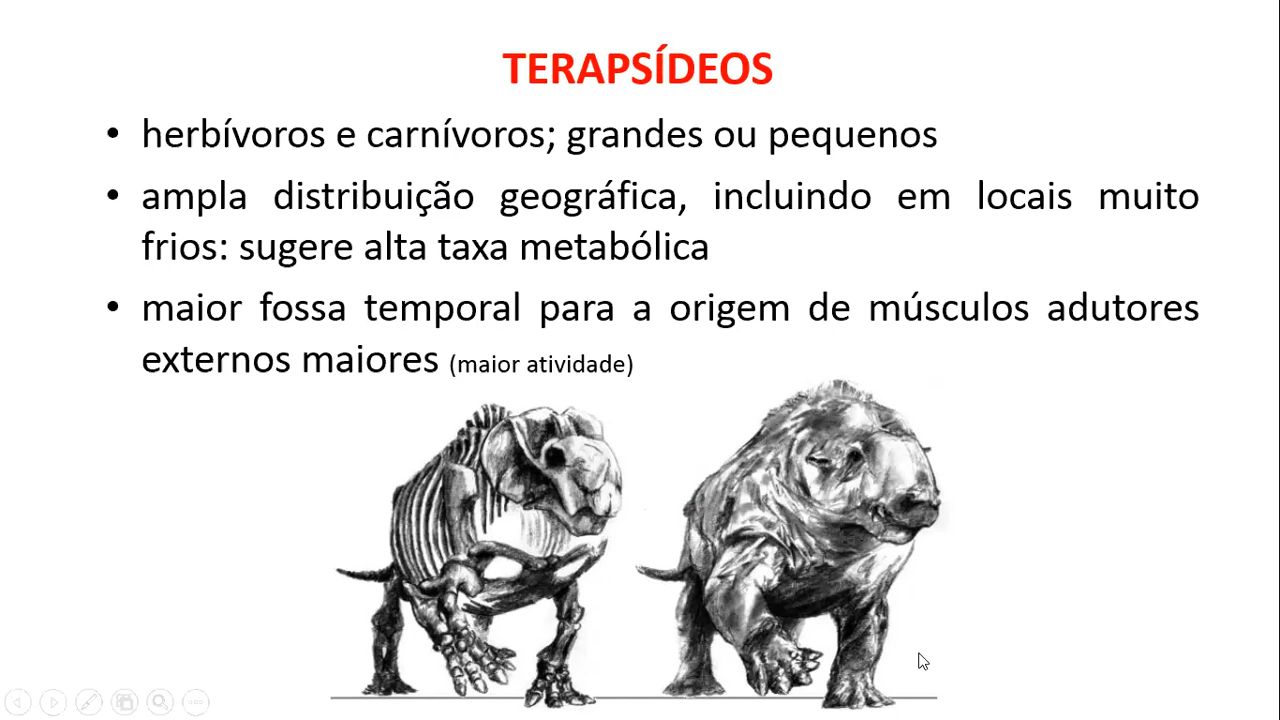 TERAPSÍDEOS
• herbívoros e carnívoros; grandes ou pequenos
• ampla distribuição geográfica, incluindo em locais muito
frios: sugere alta taxa metabólica
• maior fossa temporal para a origem de músculos adutores
externos maiores (maior atividade)